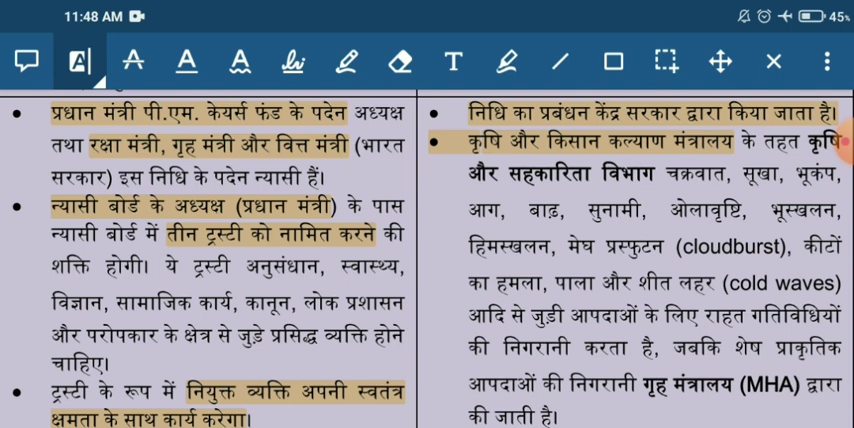 11:48 AM
45%
T
प्रधान मंत्री पी.एम. केयर्स फंड के पदेन अध्यक्ष
तथा रक्षा मंत्री, गृह मंत्री और वित्त मंत्री (भारत
सरकार) इस निधि के पदेन न्यासी हैं।
न्यासी बोर्ड के अध्यक्ष (प्रधान मंत्री) के पास
न्यासी बोर्ड में तीन ट्रस्टी को नामित करने की
शक्ति होगी। ये ट्रस्टी अनुसंधान, स्वास्थ्य,
विज्ञान, सामाजिक कार्य, कानून, लोक प्रशासन
और परोपकार के क्षेत्र से जुड़े प्रसिद्ध व्यक्ति होने
चाहिए।
ट्रस्टी के रूप में नियुक्त व्यक्ति अपनी स्वतंत्र
क्षमता के साथ कार्य करेगा।
निधि का प्रबंधन केंद्र सरकार द्वारा किया जाता है।
कृषि और किसान कल्याण मंत्रालय के तहत कृषि
और सहकारिता विभाग चक्रवात, सूखा, भूकंप,
आग, बाढ़, सुनामी, ओलावृष्टि, भूस्खलन,
हिमस्खलन, मेघ प्रस्फुटन (cloudburst), कीटों
का हमला, पाला और शीत लहर (cold waves)
आदि से जुड़ी आपदाओं के लिए राहत गतिविधियों
की निगरानी करता है, जबकि शेष प्राकृतिक
आपदाओं की निगरानी गृह मंत्रालय (MHA) द्वारा
की जाती है।